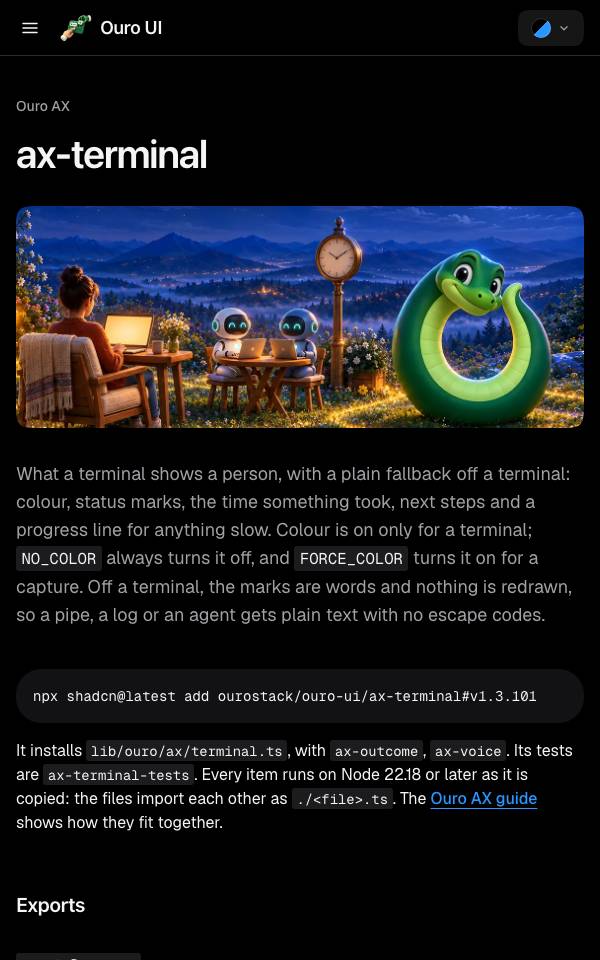 Ouro UI
Ouro AX
ax-terminal
What a terminal shows a person, with a plain fallback off a terminal:
colour, status marks, the time something took, next steps and a
progress line for anything slow. Colour is on only for a terminal;
NO_COLOR always turns it off, and FORCE_COLOR turns it on for a
capture. Off a terminal, the marks are words and nothing is redrawn,
so a pipe, a log or an agent gets plain text with no escape codes.
npx shadcn@latest add ourostack/ouro-ui/ax-terminal#v1.3.101
It installs lib/ouro/ax/terminal.ts, with ax-outcome, ax-voice. Its tests
are ax-terminal-tests. Every item runs on Node 22.18 or later as it is
copied: the files import each other as ./<file>.ts. The Ouro AX guide
shows how they fit together.
Exports